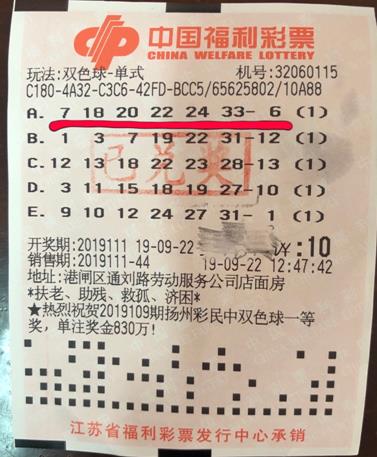 中国福利彩票
CHINA WELFARE LOTTERY
玩法:双色球-单式 机号:32060115
C180-4A32-C3C6-42FD-BCC5/65625802/10A88
A. 7 18 20 22 24 33- 6 (1)
B. 1 3 7 19 22 31-12 (1)
C. 12 13 18 22 23 28-13 (1)
D. 3 11 15 18 19 27-10 (1)
E. 9 12 24 27 31- 1 (1)
已兑奖
开奖期:2019111 19-09-22 :10
销售期:2019111-44 19-09-22 12:47:42
地址:港闸区通刘路劳动服务公司店面房
*扶老、助残、救孤、济困*
★热烈祝贺2019109期扬州彩民中双色球一等
奖,单注奖金830万!
江苏省福利彩票发行中心承销